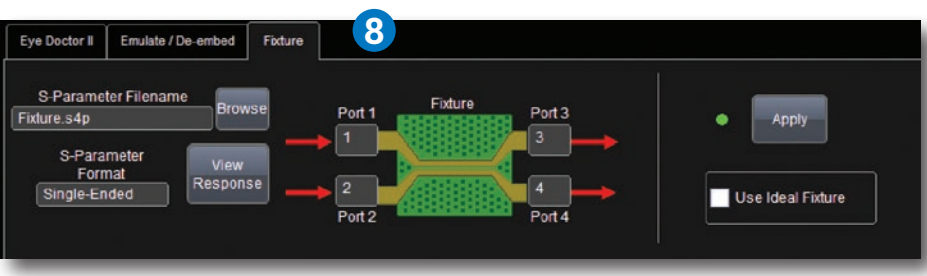 8
Eye Doctor II
Emulate / De-embed
Fixture
S-Parameter Filename
Fixture.s4p
Browse
S-Parameter
Format
Single-Ended
View
Response
Port 1
1
Fixture
Port 3
3
2
Port 2
4
Port 4
Apply
Use Ideal Fixture